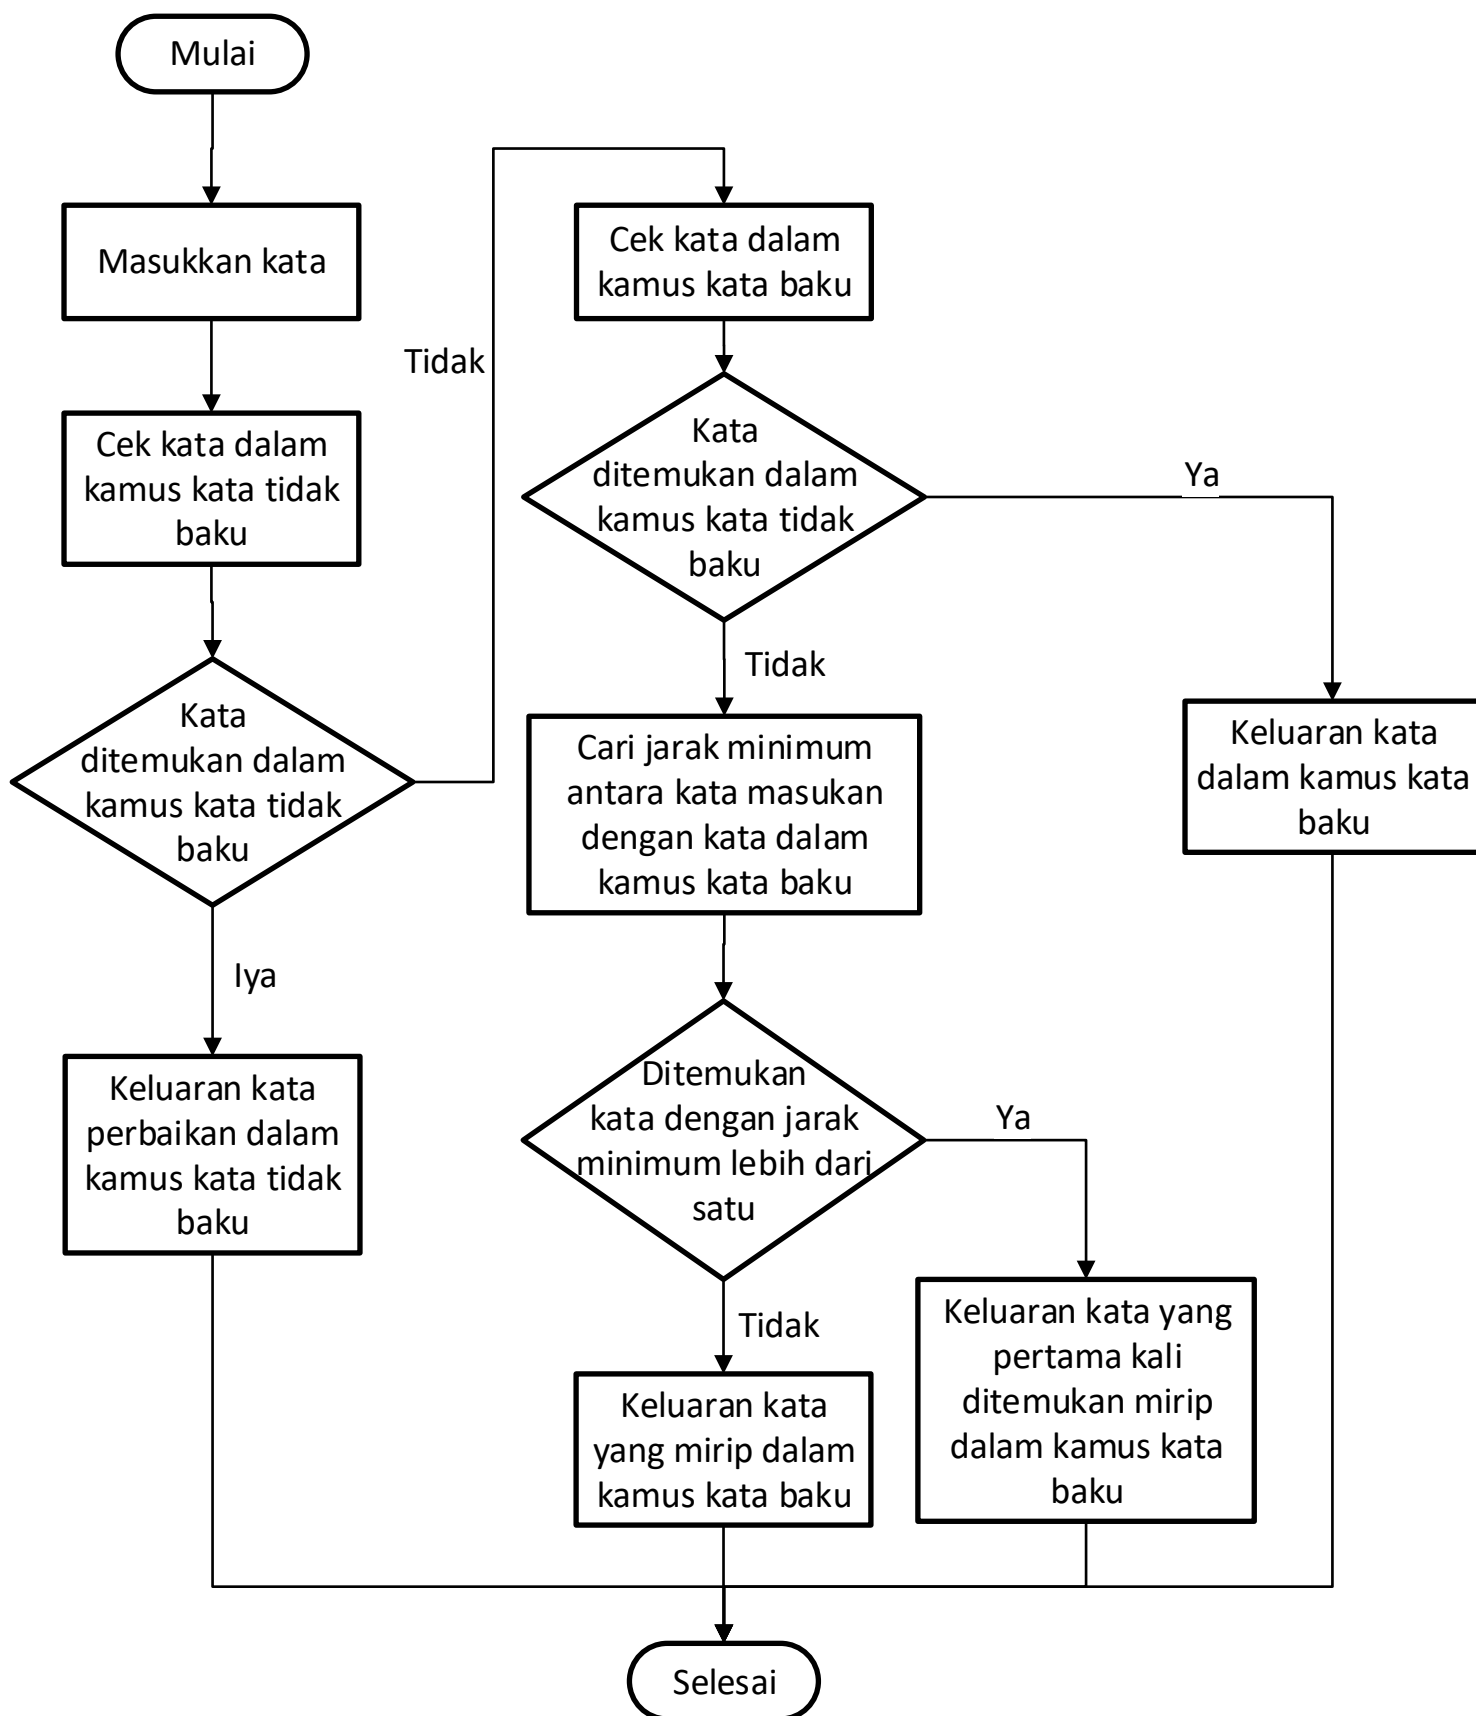 Mulai
Masukkan kata
Cek kata dalam
kamus kata tidak
baku
Kata
ditemukan dalam
kamus kata tidak
baku
Iya
Keluaran kata
perbaikan dalam
kamus kata tidak
baku
Tidak
Cek kata dalam
kamus kata baku
Kata
ditemukan dalam
kamus kata tidak
baku
Ya
Keluaran kata
dalam kamus kata
baku
Tidak
Cari jarak minimum
antara kata masukan
dengan kata dalam
kamus kata baku
Ditemukan
kata dengan jarak
minimum lebih dari
satu
Ya
Keluaran kata yang
pertama kali
ditemukan mirip
dalam kamus kata
baku
Tidak
Keluaran kata
yang mirip dalam
kamus kata baku
Selesai